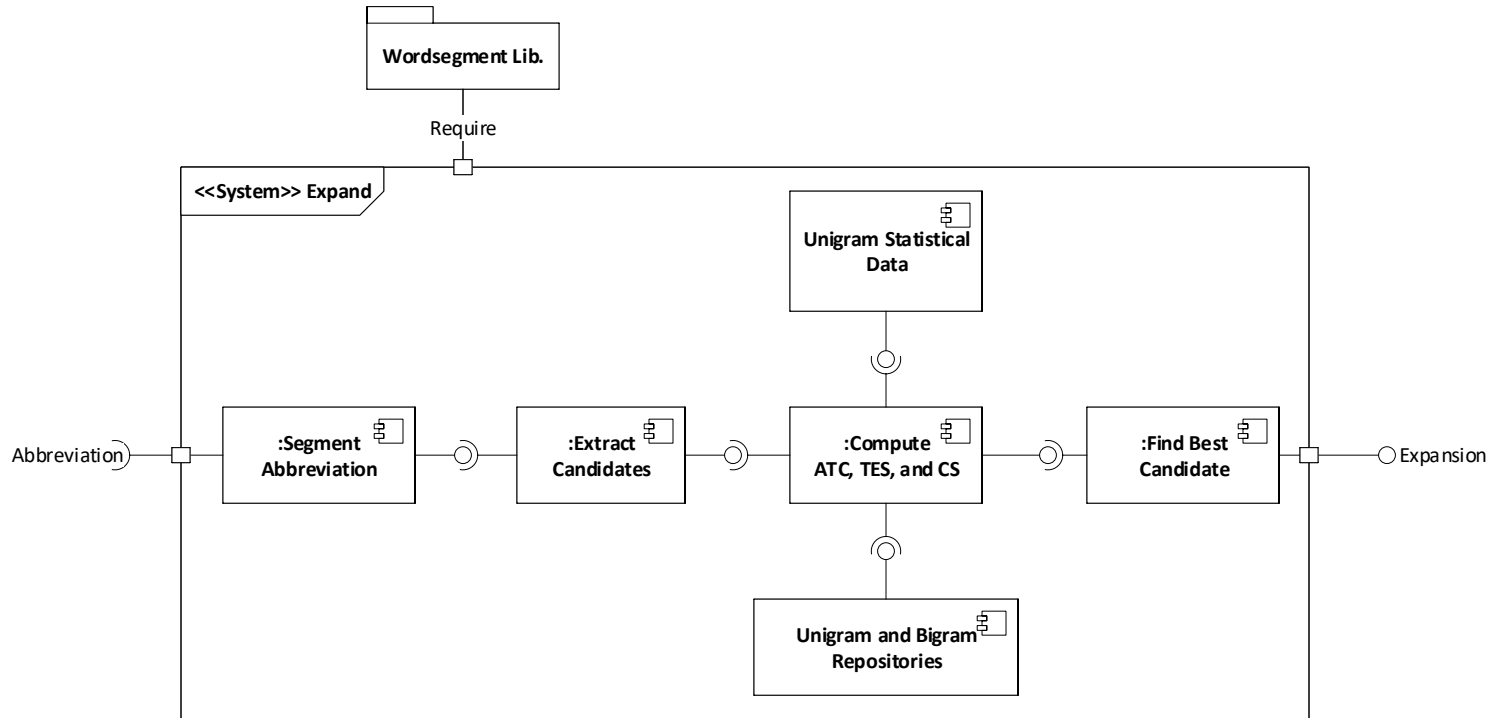 Wordsegment Lib.
Require
<<System>> Expand
Unigram Statistical
Data
Abbreviation
:Segment
Abbreviation
:Extract
Candidates
:Compute
ATC, TES, and CS
:Find Best
Candidate
Expansion
Unigram and Bigram
Repositories